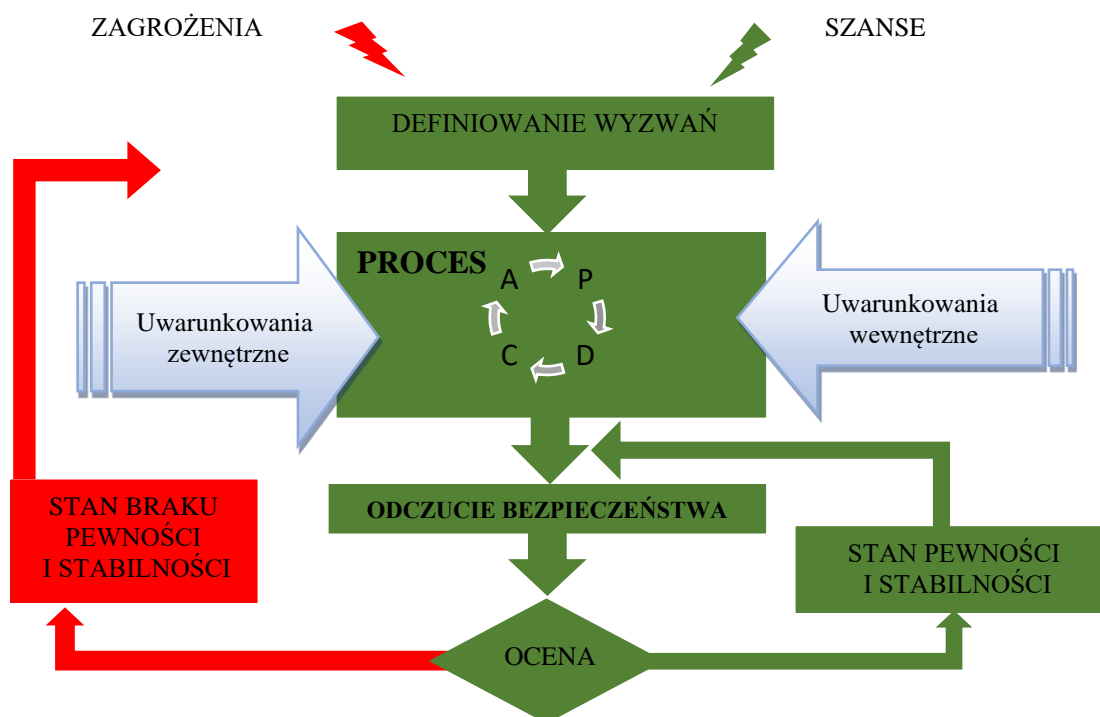 ZAGROŻENIA
SZANSE
DEFINIOWANIE WYZWAŃ
PROCES
A
P
C
D
Uwarunkowania
zewnętrzne
Uwarunkowania
wewnętrzne
ODCZUCIE BEZPIECZEŃSTWA
STAN BRAKU
PEWNOŚCI
I STABILNOŚCI
STAN PEWNOŚCI
I STABILNOŚCI
OCENA